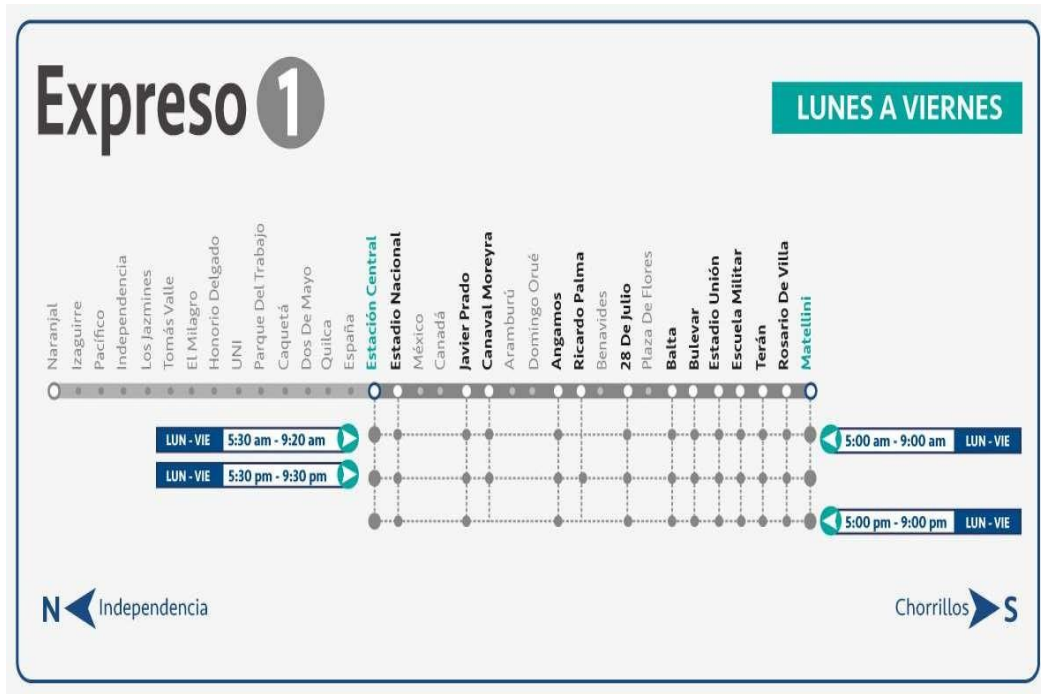 Expreso 1
LUNES A VIERNES
Naranjal
Izaguirre
Pacífico
Independencia
Los Jazmines
Tomás Valle
El Milagro
Honorio Delgado
UNI
Parque Del Trabajo
Caquetá
Dos De Mayo
Quilca
España
Estación Central
Estadio Nacional
México
Canadá
Javier Prado
Canaval Moreyra
Aramburú
Domingo Orué
Angamos
Ricardo Palma
Benavides
28 De Julio
Plaza De Flores
Balta
Bulevar
Estadio Unión
Escuela Militar
Terán
Rosario De Villa
Matellini
LUN - VIE 5:30 am - 9:20 am
5:00 am - 9:00 am LUN - VIE
LUN - VIE 5:30 pm - 9:30 pm
5:00 pm - 9:00 pm LUN - VIE
N Independencia
Chorrillos S